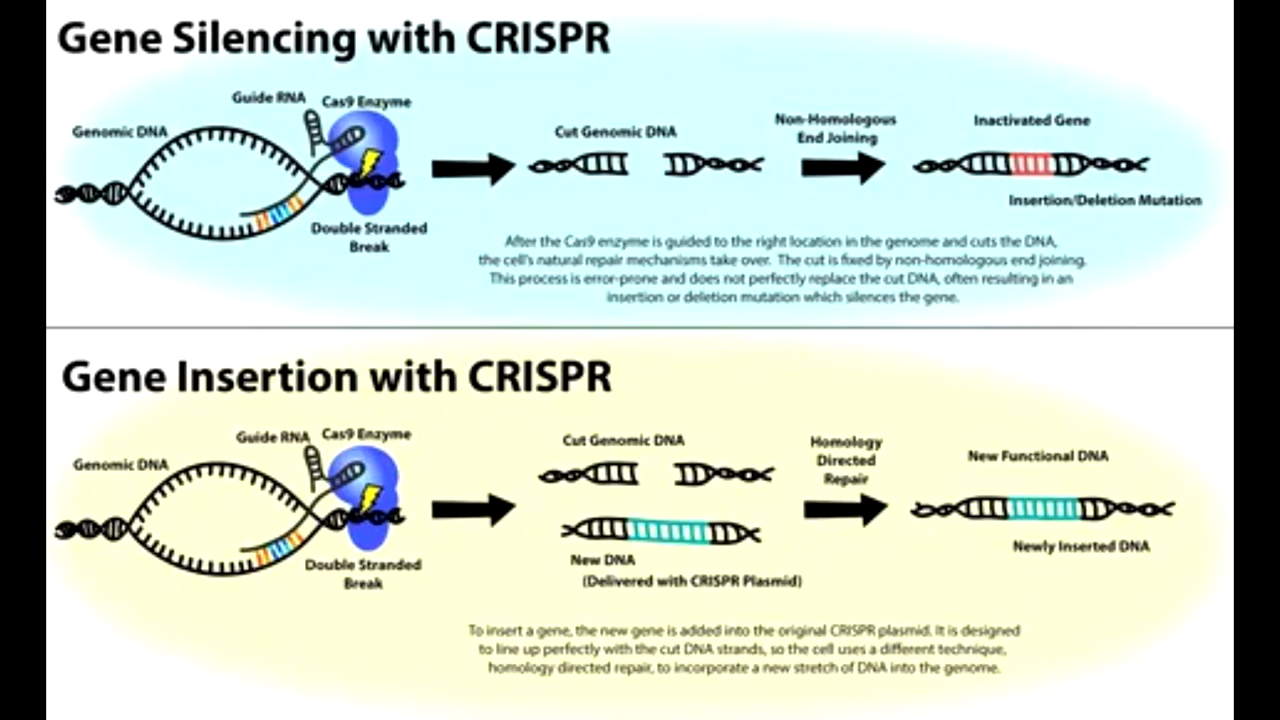 Gene Silencing with CRISPR
Guide RNA
Cas9 Enzyme
Genomic DNA
Double Stranded
Break
Cut Genomic DNA
Non-Homologous
End Joining
Inactivated Gene
Insertion/Deletion Mutation
After the Cas9 enzyme is guided to the right location in the genome and cuts the DNA,
the cell's natural repair mechanisms take over. The cut is fixed by non-homologous end joining.
This process is error-prone and does not perfectly replace the cut DNA, often resulting in an
insertion or deletion mutation which silences the gene.
Gene Insertion with CRISPR
Guide RNA
Cas9 Enzyme
Genomic DNA
Double Stranded
Break
Cut Genomic DNA
New DNA
(Delivered with CRISPR Plasmid)
Homology
Directed
Repair
New Functional DNA
Newly Inserted DNA
To insert a gene, the new gene is added into the original CRISPR plasmid. It is designed
to line up perfectly with the cut DNA strands, so the cell uses a different technique,
homology directed repair, to incorporate a new stretch of DNA into the genome.